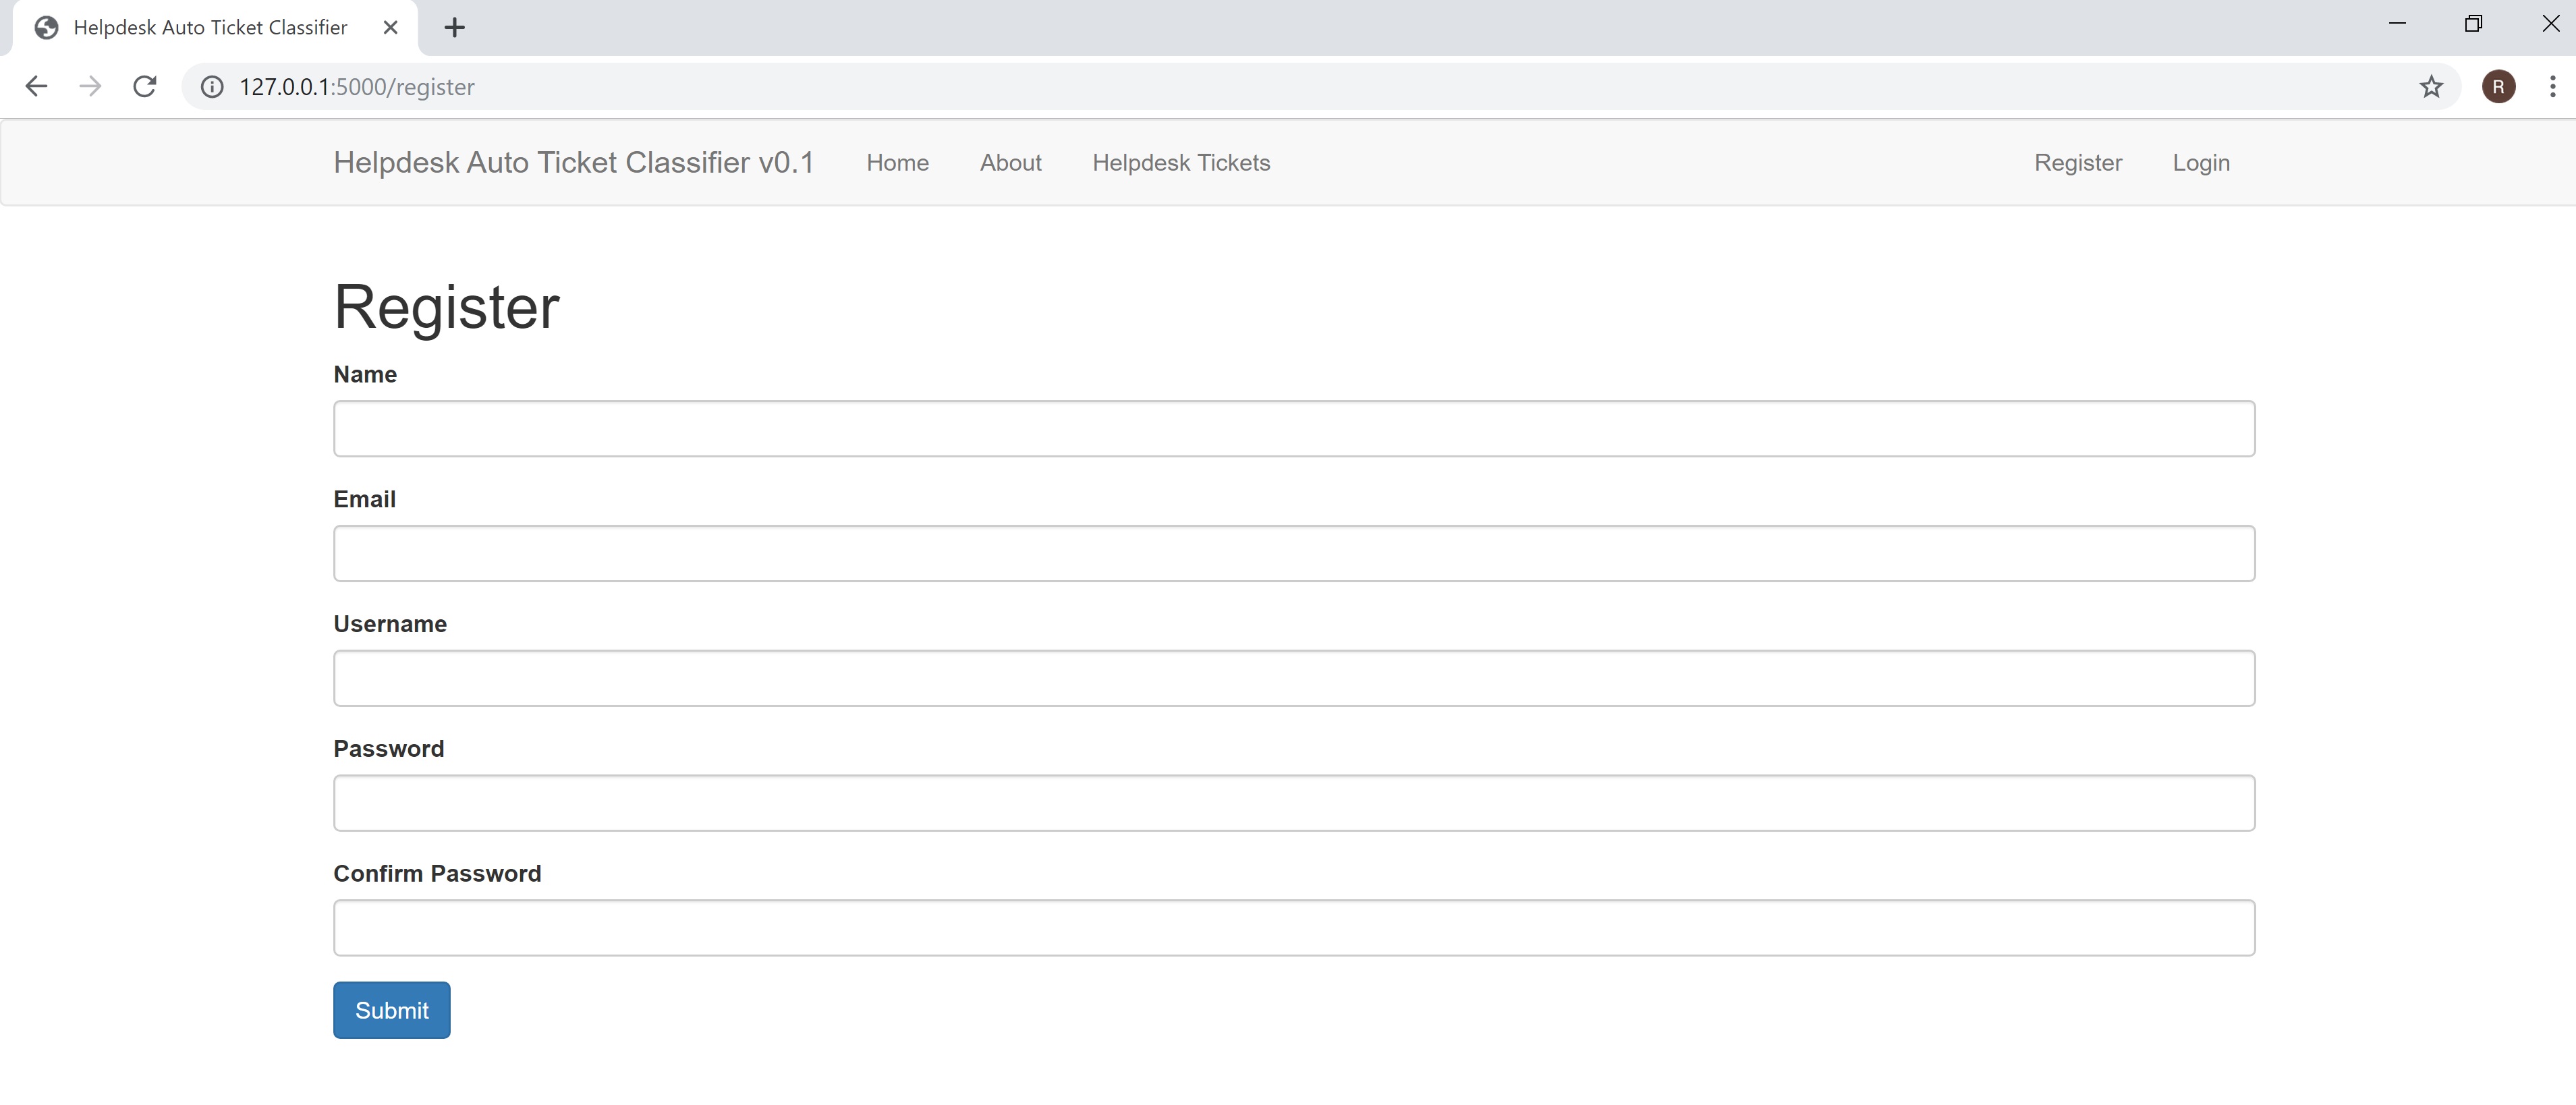 Helpdesk Auto Ticket Classifier
127.0.0.1:5000/register
R
Helpdesk Auto Ticket Classifier v0.1 Home About Helpdesk Tickets Register Login
Register
Name
Email
Username
Password
Confirm Password
Submit